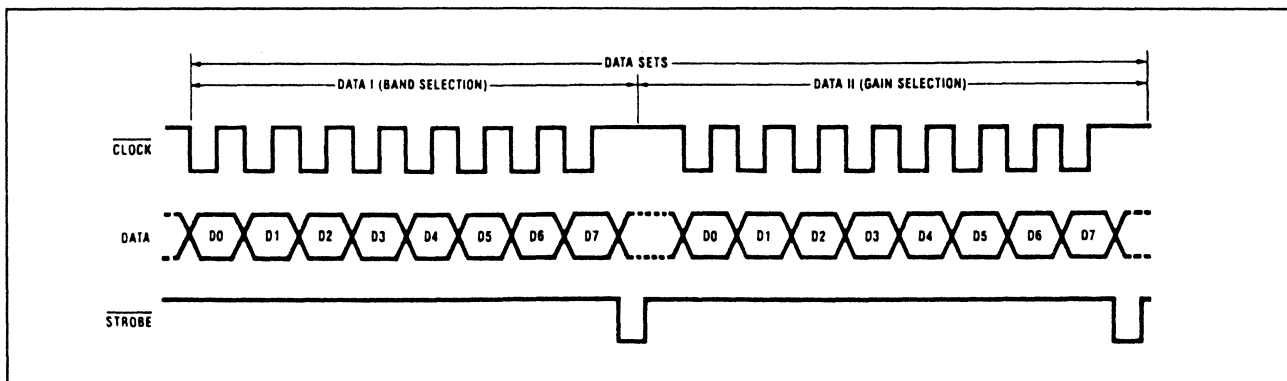 DATA SETS
DATA I (BAND SELECTION) DATA II (GAIN SELECTION)
CLOCK
DATA D0 D1 D2 D3 D4 D5 D6 D7 D0 D1 D2 D3 D4 D5 D6 D7
STROBE